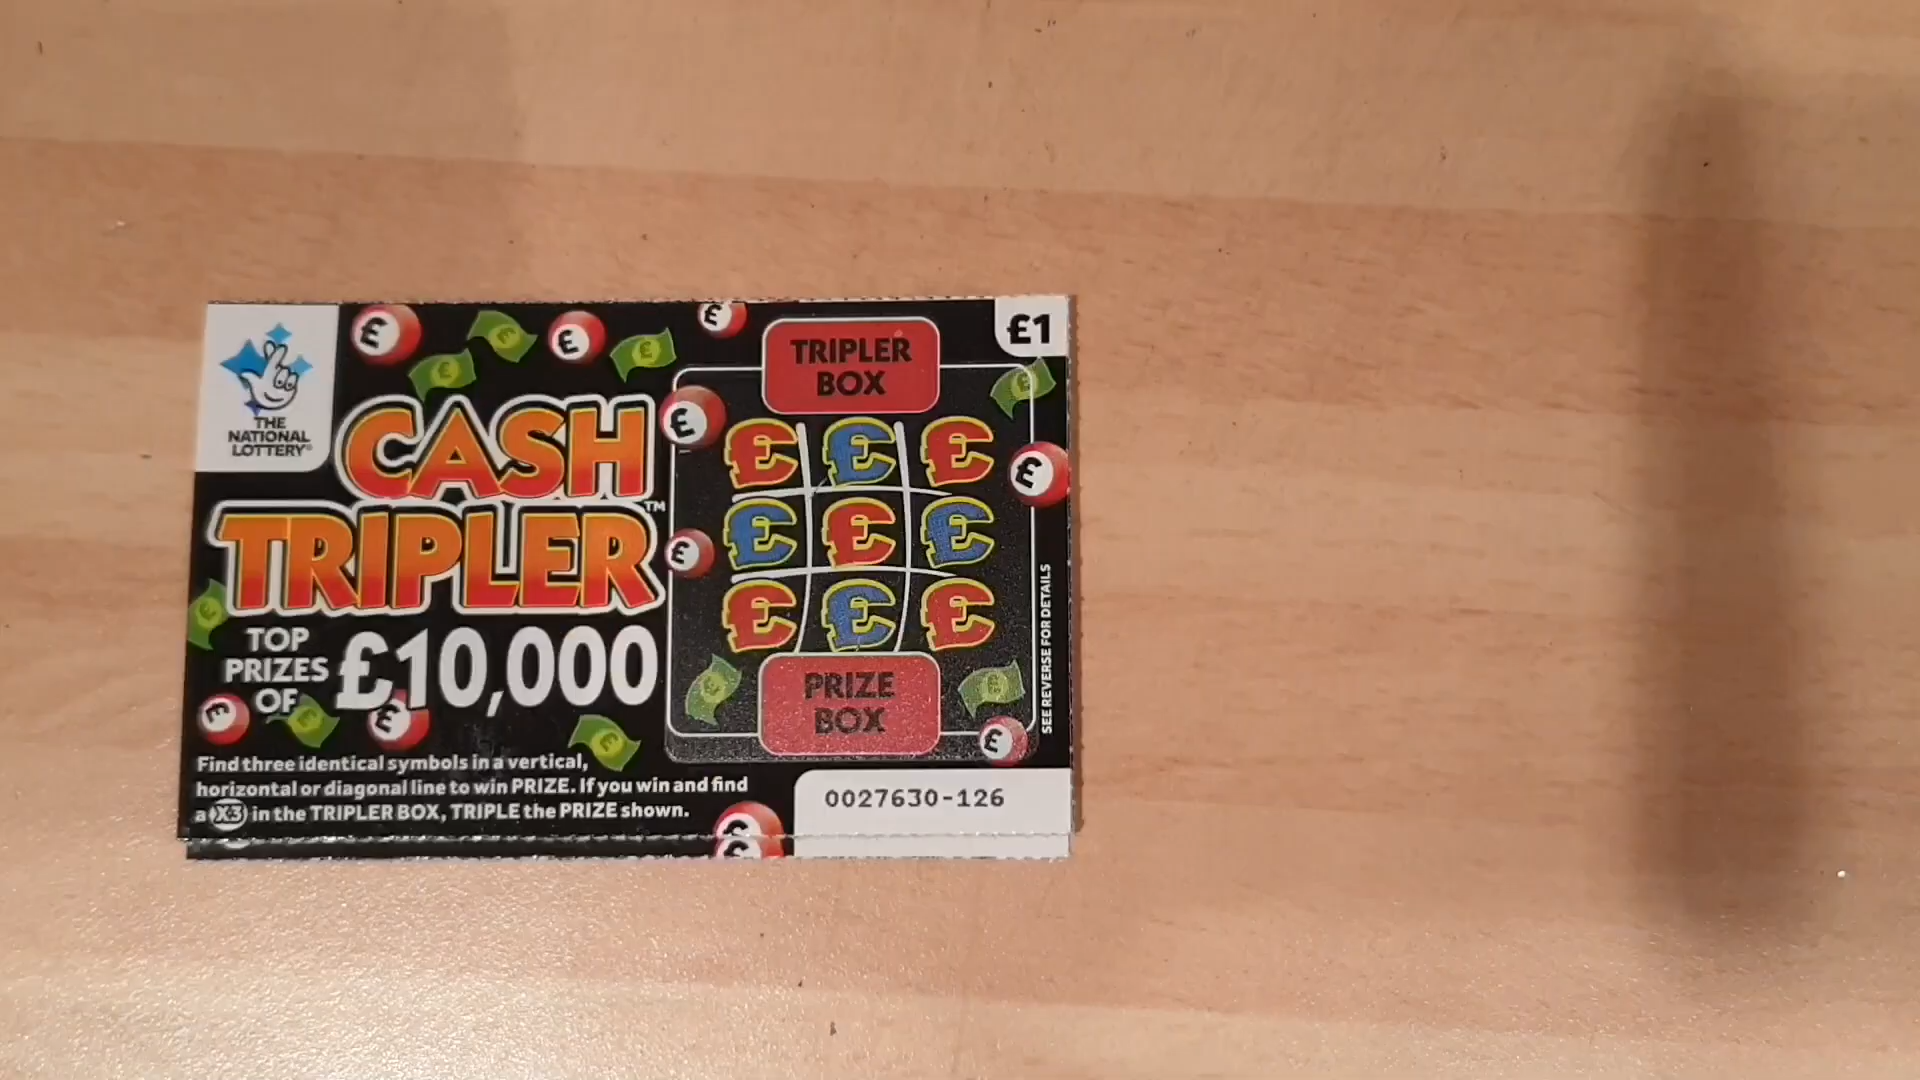 THE
NATIONAL
LOTTERY®
CASH
TRIPLER™
TOP
PRIZES
OF
£10,000
Find three identical symbols in a vertical,
horizontal or diagonal line to win PRIZE. If you win and find
a X3 in the TRIPLER BOX, TRIPLE the PRIZE shown.
£1
TRIPLER
BOX
£ £ £
£ £ £
£ £ £
PRIZE
BOX
SEE REVERSE FOR DETAILS
0027630-126